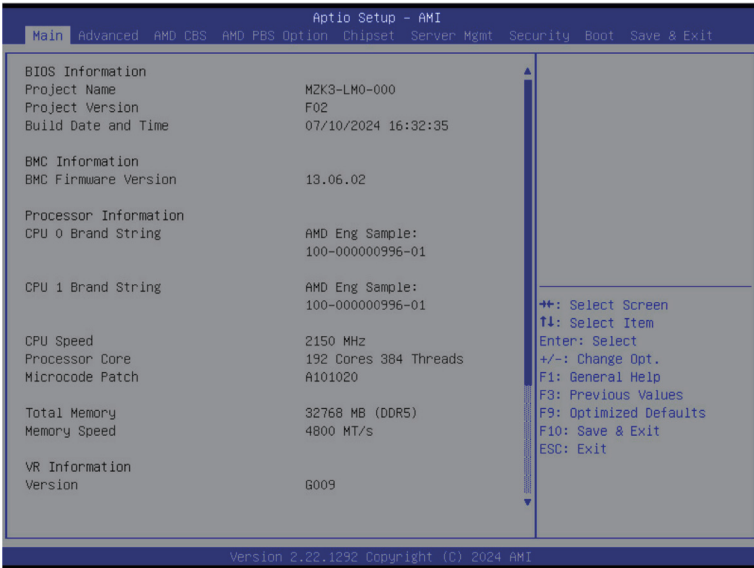 Aptio Setup - AMI
Main Advanced AMD CBS AMD PBS Option Chipset Server Mgmt Security Boot Save & Exit
BIOS Information
Project Name MZK3-LM0-000
Project Version F02
Build Date and Time 07/10/2024 16:32:35
BMC Information
BMC Firmware Version 13.06.02
Processor Information
CPU 0 Brand String AMD Eng Sample:
100-000000996-01
CPU 1 Brand String AMD Eng Sample:
100-000000996-01
CPU Speed 2150 MHz
Processor Core 192 Cores 384 Threads
Microcode Patch A101020
Total Memory 32768 MB (DDR5)
Memory Speed 4800 MT/s
VR Information
Version G009
→←: Select Screen
↑↓: Select Item
Enter: Select
+/-: Change Opt.
F1: General Help
F3: Previous Values
F9: Optimized Defaults
F10: Save & Exit
ESC: Exit
Version 2.22.1292 Copyright (C) 2024 AMI